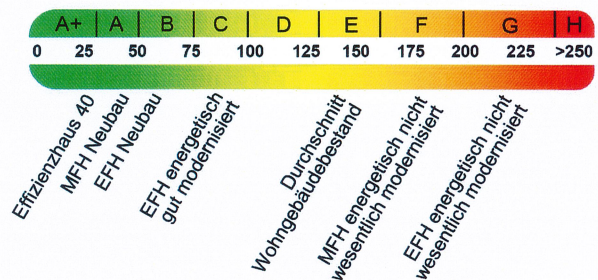 A+ A B C D E F G H
0 25 50 75 100 125 150 175 200 225 >250
Effizienzhaus 40
MFH Neubau
EFH Neubau
EFH energetisch
gut modernisiert
Durchschnitt
Wohngebäudebestand
MFH energetisch nicht
wesentlich modernisiert
EFH energetisch nicht
wesentlich modernisiert